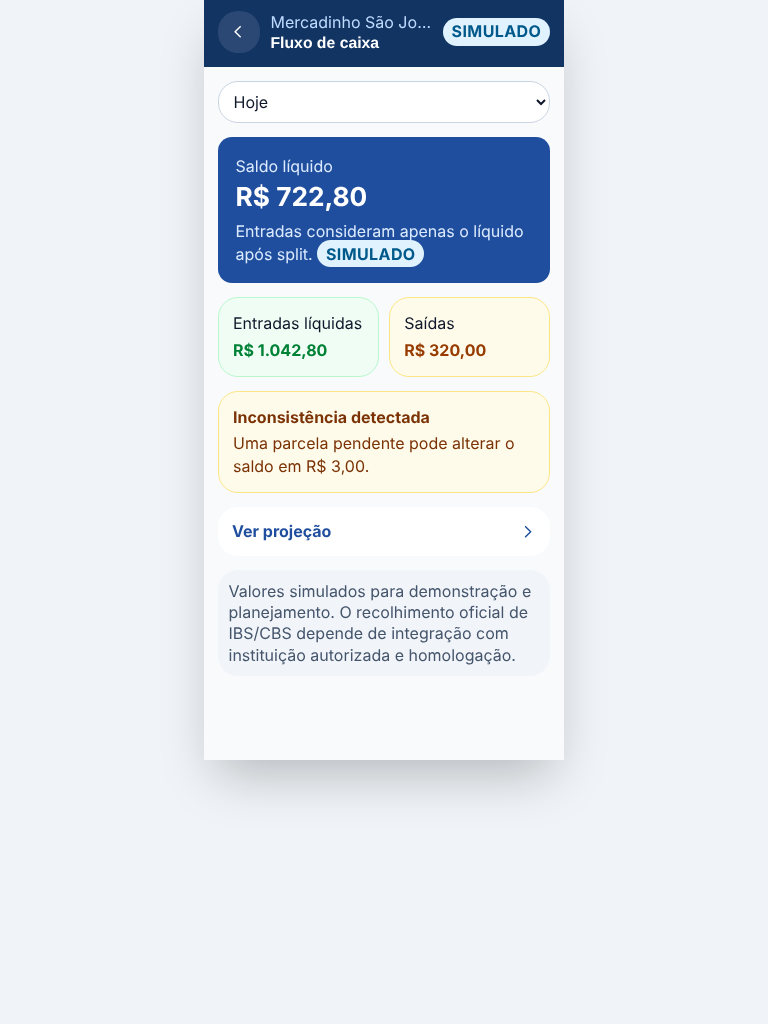 Mercadinho São Jo...
Fluxo de caixa
SIMULADO
Hoje
Saldo líquido
R$ 722,80
Entradas consideram apenas o líquido
após split. SIMULADO
Entradas líquidas
R$ 1.042,80
Saídas
R$ 320,00
Inconsistência detectada
Uma parcela pendente pode alterar o
saldo em R$ 3,00.
Ver projeção
Valores simulados para demonstração e
planejamento. O recolhimento oficial de
IBS/CBS depende de integração com
instituição autorizada e homologação.